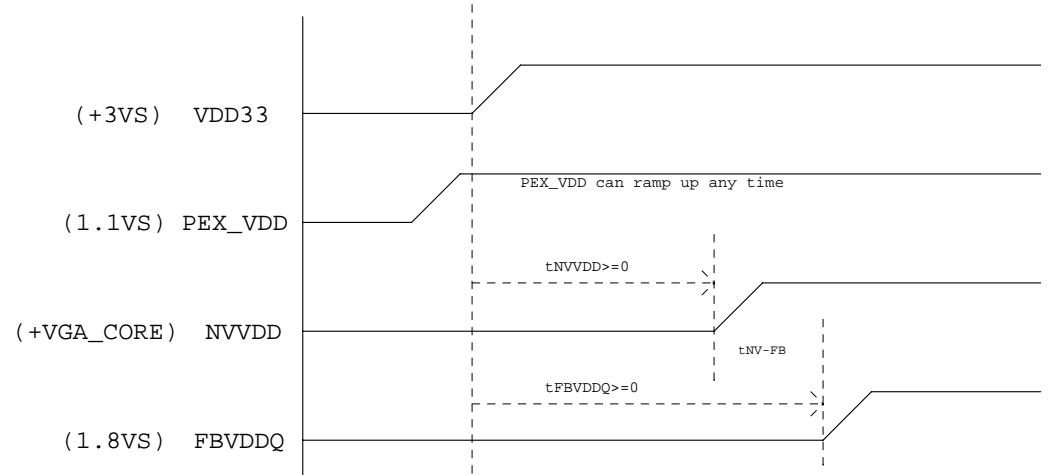 (+3VS) VDD33
PEX_VDD can ramp up any time
(1.1VS) PEX_VDD
tNVVDD>=0
(+VGA_CORE) NVVDD
tNV-FB
tFBVDDQ>=0
(1.8VS) FBVDDQ